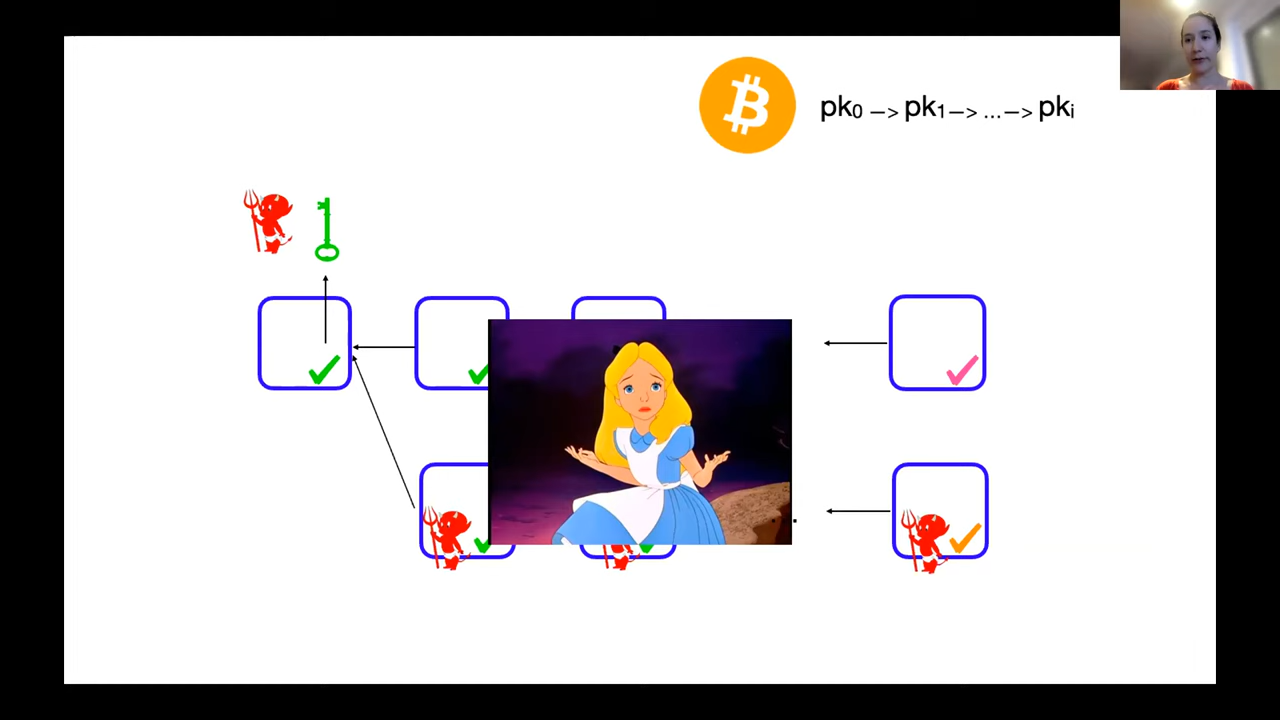 pk₀ –> pk₁–> ...–> pkᵢ